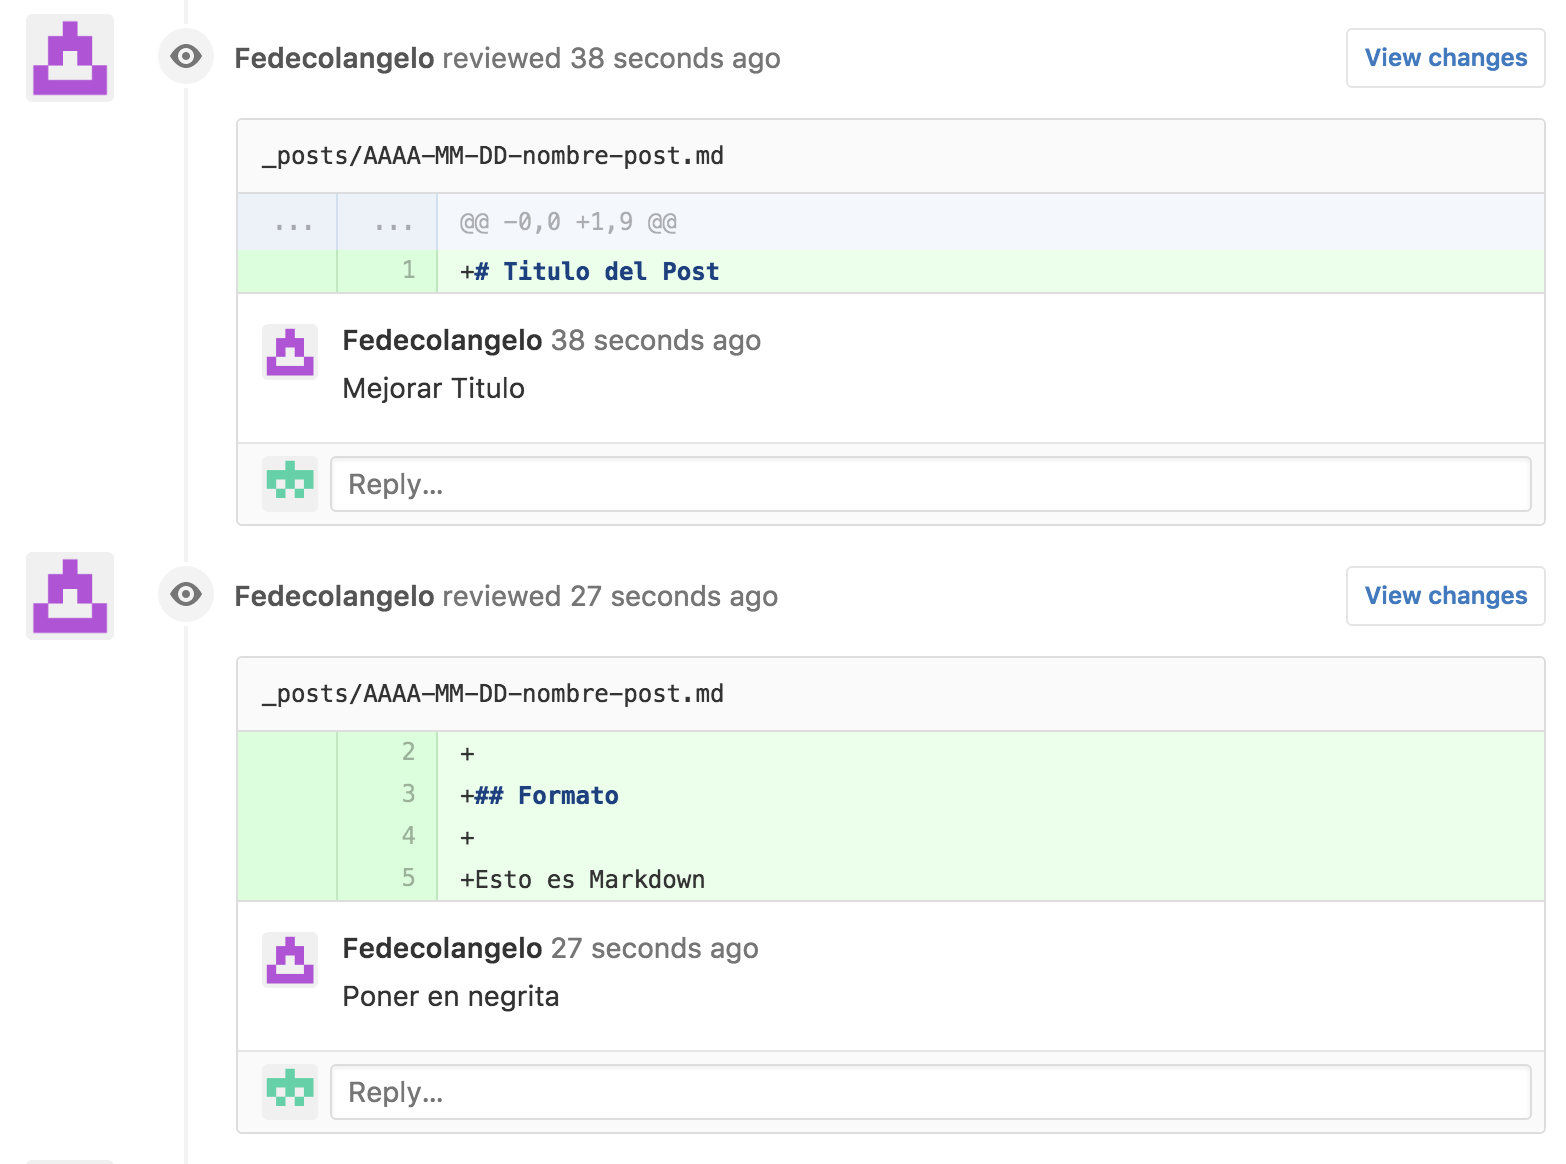 Fedecolangelo reviewed 38 seconds ago
View changes
_posts/AAAA-MM-DD-nombre-post.md
... ... @@ -0,0 +1,9 @@
1 +# Titulo del Post
Fedecolangelo 38 seconds ago
Mejorar Titulo
Reply...
Fedecolangelo reviewed 27 seconds ago
View changes
_posts/AAAA-MM-DD-nombre-post.md
2 +
3 +## Formato
4 +
5 +Esto es Markdown
Fedecolangelo 27 seconds ago
Poner en negrita
Reply...